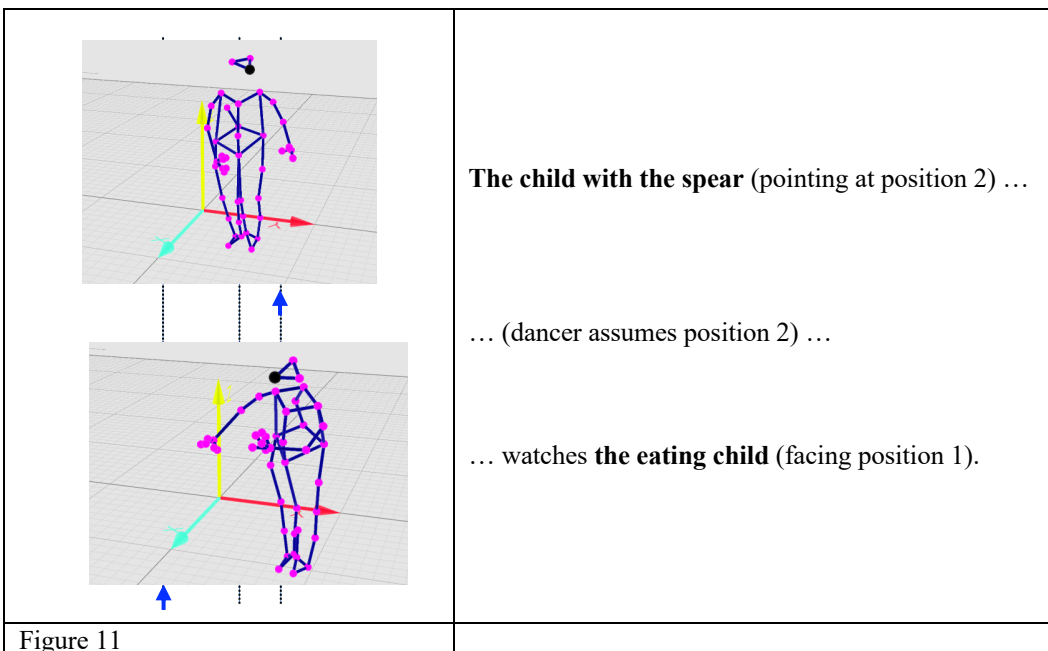 The child with the spear (pointing at position 2) …
… (dancer assumes position 2) …
… watches the eating child (facing position 1).
Figure 11